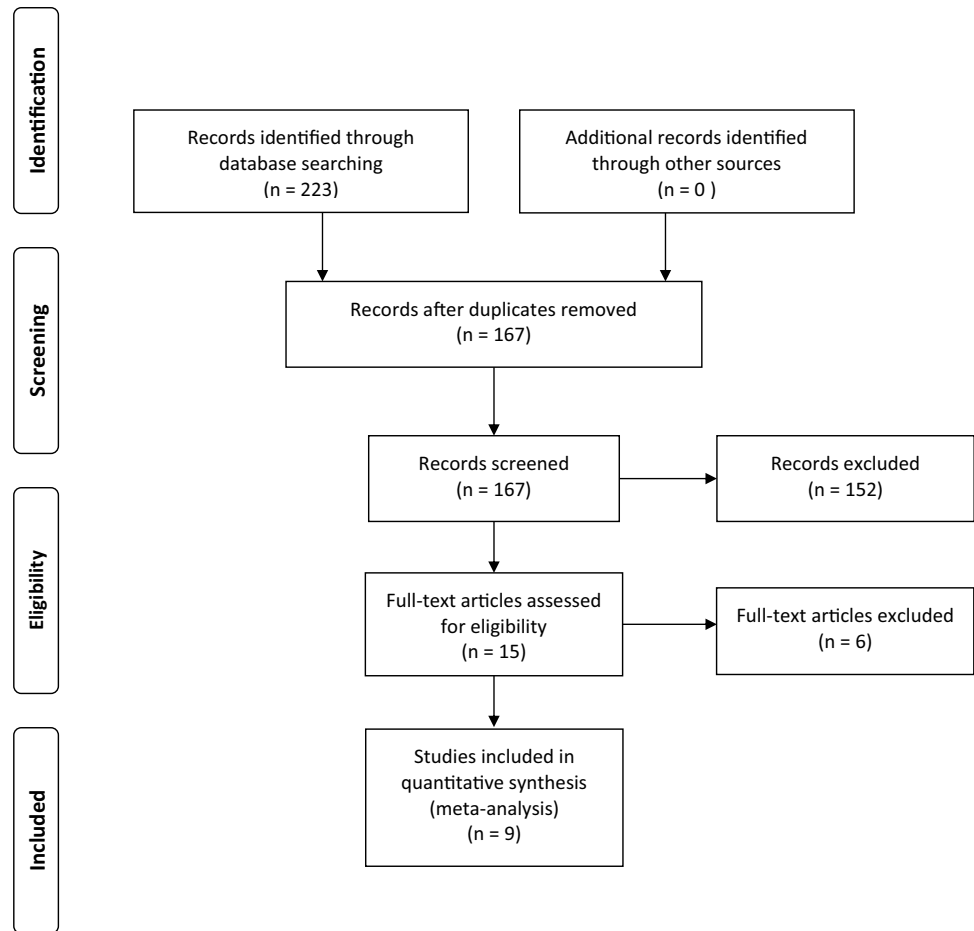 Identification
Records identified through
database searching
(n = 223)
Additional records identified
through other sources
(n = 0 )
Screening
Records after duplicates removed
(n = 167)
Records screened
(n = 167)
Records excluded
(n = 152)
Eligibility
Full-text articles assessed
for eligibility
(n = 15)
Full-text articles excluded
(n = 6)
Included
Studies included in
quantitative synthesis
(meta-analysis)
(n = 9)